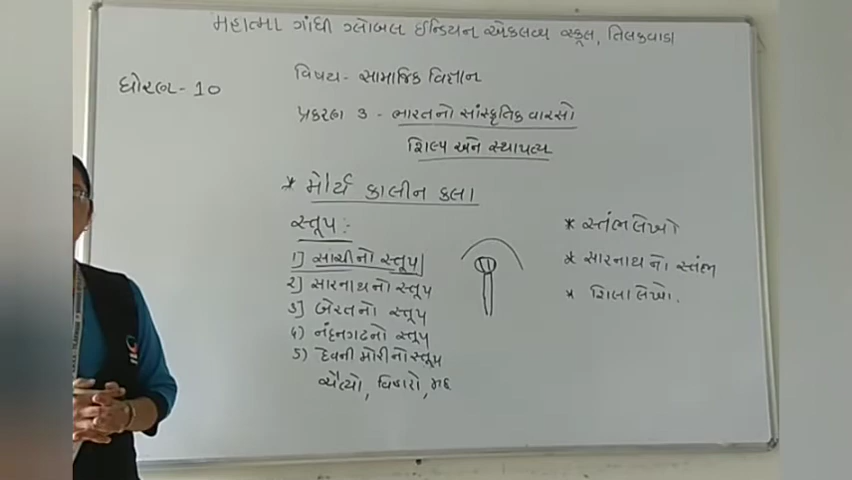 મહાત્મા ગાંધી ગ્લોબલ ઈન્ડિયન એકલવ્ય સ્કૂલ, તિલકવાડા
ધોરણ - 10
વિષય - સામાજિક વિજ્ઞાન
પ્રકરણ 3 - ભારતનો સાંસ્કૃતિક વારસો
શિલ્પ અને સ્થાપત્ય
* મૌર્ય કાલીન કલા
સ્તૂપ :-
1] સાંચીનો સ્તૂપ
2] સારનાથનો સ્તૂપ
3] બેરતનો સ્તૂપ
4) નંદનગઢનો સ્તૂપ
5) દેવની મોરીનો સ્તૂપ
ચૈત્યો, વિહારો, મઠ
* સ્તંભલેખો
* સારનાથ નો સ્તંભ
* શિલાલેખો.